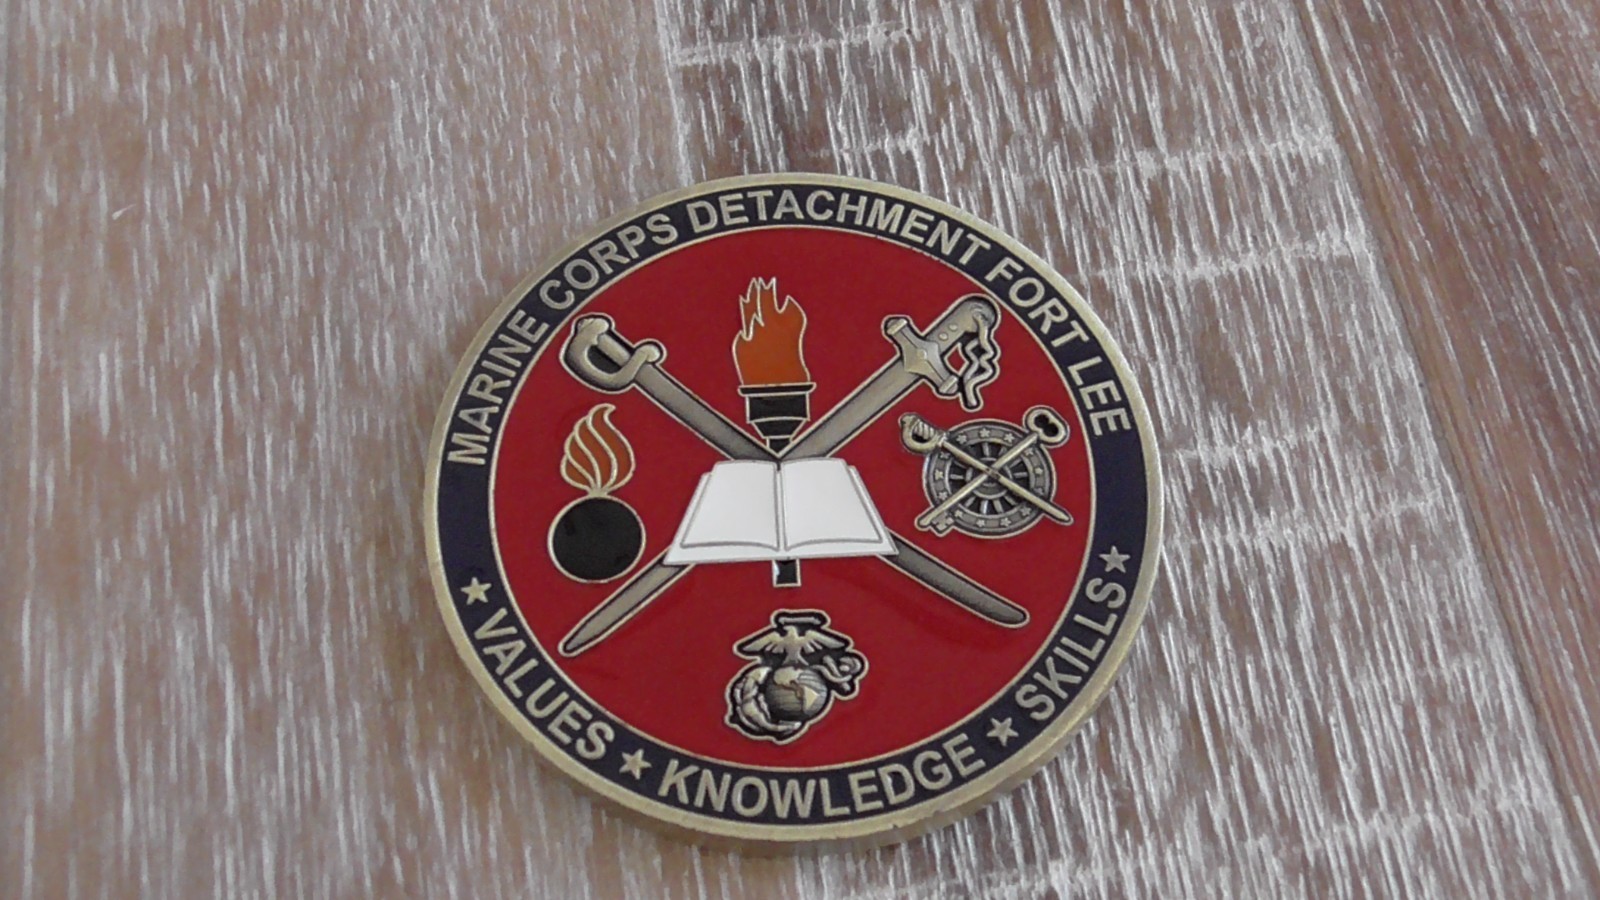 MARINE CORPS DETACHMENT FORT LEE
★ VALUES ★ KNOWLEDGE ★ SKILLS ★